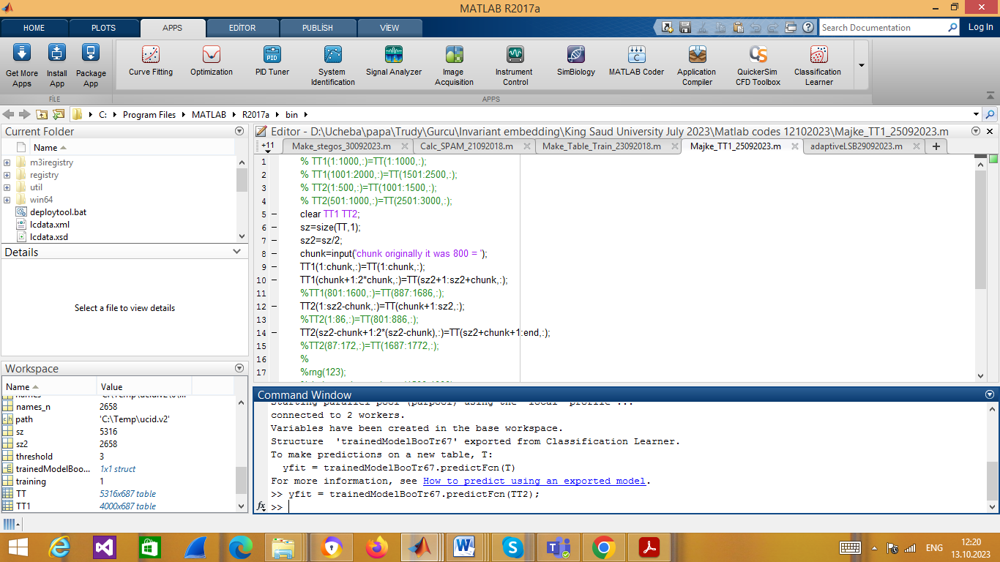 MATLAB R2017a
HOME PLOTS APPS EDİTOR PUBLİSH VİEW Search Documentation Log In
Get More Apps Install App Package App Curve Fitting Optimization PID Tuner System Identification Signal Analyzer Image Acquisition Instrument Control SimBiology MATLAB Coder Application Compiler QuickerSim CFD Toolbox Classification Learner
FİLE APPS
C: Program Files MATLAB R2017a bin
Current Folder
Name
m3iregistry
registry
util
win64
deploytool.bat
lcdata.xml
lcdata.xsd
Details
Select a file to view details
Workspace
Name Value
names_n 2658
path 'C:\Temp\ucid.v2'
sz 5316
sz2 2658
threshold 3
trainedModelBoo... 1x1 struct
training 1
TT 5316x687 table
TT1 4000x687 table
Editor - D:\Ucheba\papa\Trudy\Gurcu\Invariant embedding\King Saud University July 2023\Matlab codes 12102023\Majke_TT1_25092023.m
+11 Make_stegos_30092023.m Calc_SPAM_21092018.m Make_Table_Train_23092018.m Majke_TT1_25092023.m adaptiveLSB29092023.m
1 % TT1(1:1000,:)=TT(1:1000,:);
2 % TT1(1001:2000,:)=TT(1501:2500,:);
3 % TT2(1:500,:)=TT(1001:1500,:);
4 % TT2(501:1000,:)=TT(2501:3000,:);
5 – clear TT1 TT2;
6 – sz=size(TT,1);
7 – sz2=sz/2;
8 – chunk=input('chunk originally it was 800 = ');
9 – TT1(1:chunk,:)=TT(1:chunk,:);
10 – TT1(chunk+1:2*chunk,:)=TT(sz2+1:sz2+chunk,:);
11 %TT1(801:1600,:)=TT(887:1686,:);
12 – TT2(1:sz2-chunk,:)=TT(chunk+1:sz2,:);
13 %TT2(1:86,:)=TT(801:886,:);
14 – TT2(sz2-chunk+1:2*(sz2-chunk),:)=TT(sz2+chunk+1:end,:);
15 %TT2(87:172,:)=TT(1687:1772,:);
16 %
17 %rng(123);
Command Window
Starting parallel pool (parpool) using the 'local' profile ...
connected to 2 workers.
Variables have been created in the base workspace.
Structure 'trainedModelBooTr67' exported from Classification Learner.
To make predictions on a new table, T:
yfit = trainedModelBooTr67.predictFcn(T)
For more information, see How to predict using an exported model.
>> yfit = trainedModelBooTr67.predictFcn(TT2);
fx >>
ENG 12:20
13.10.2023